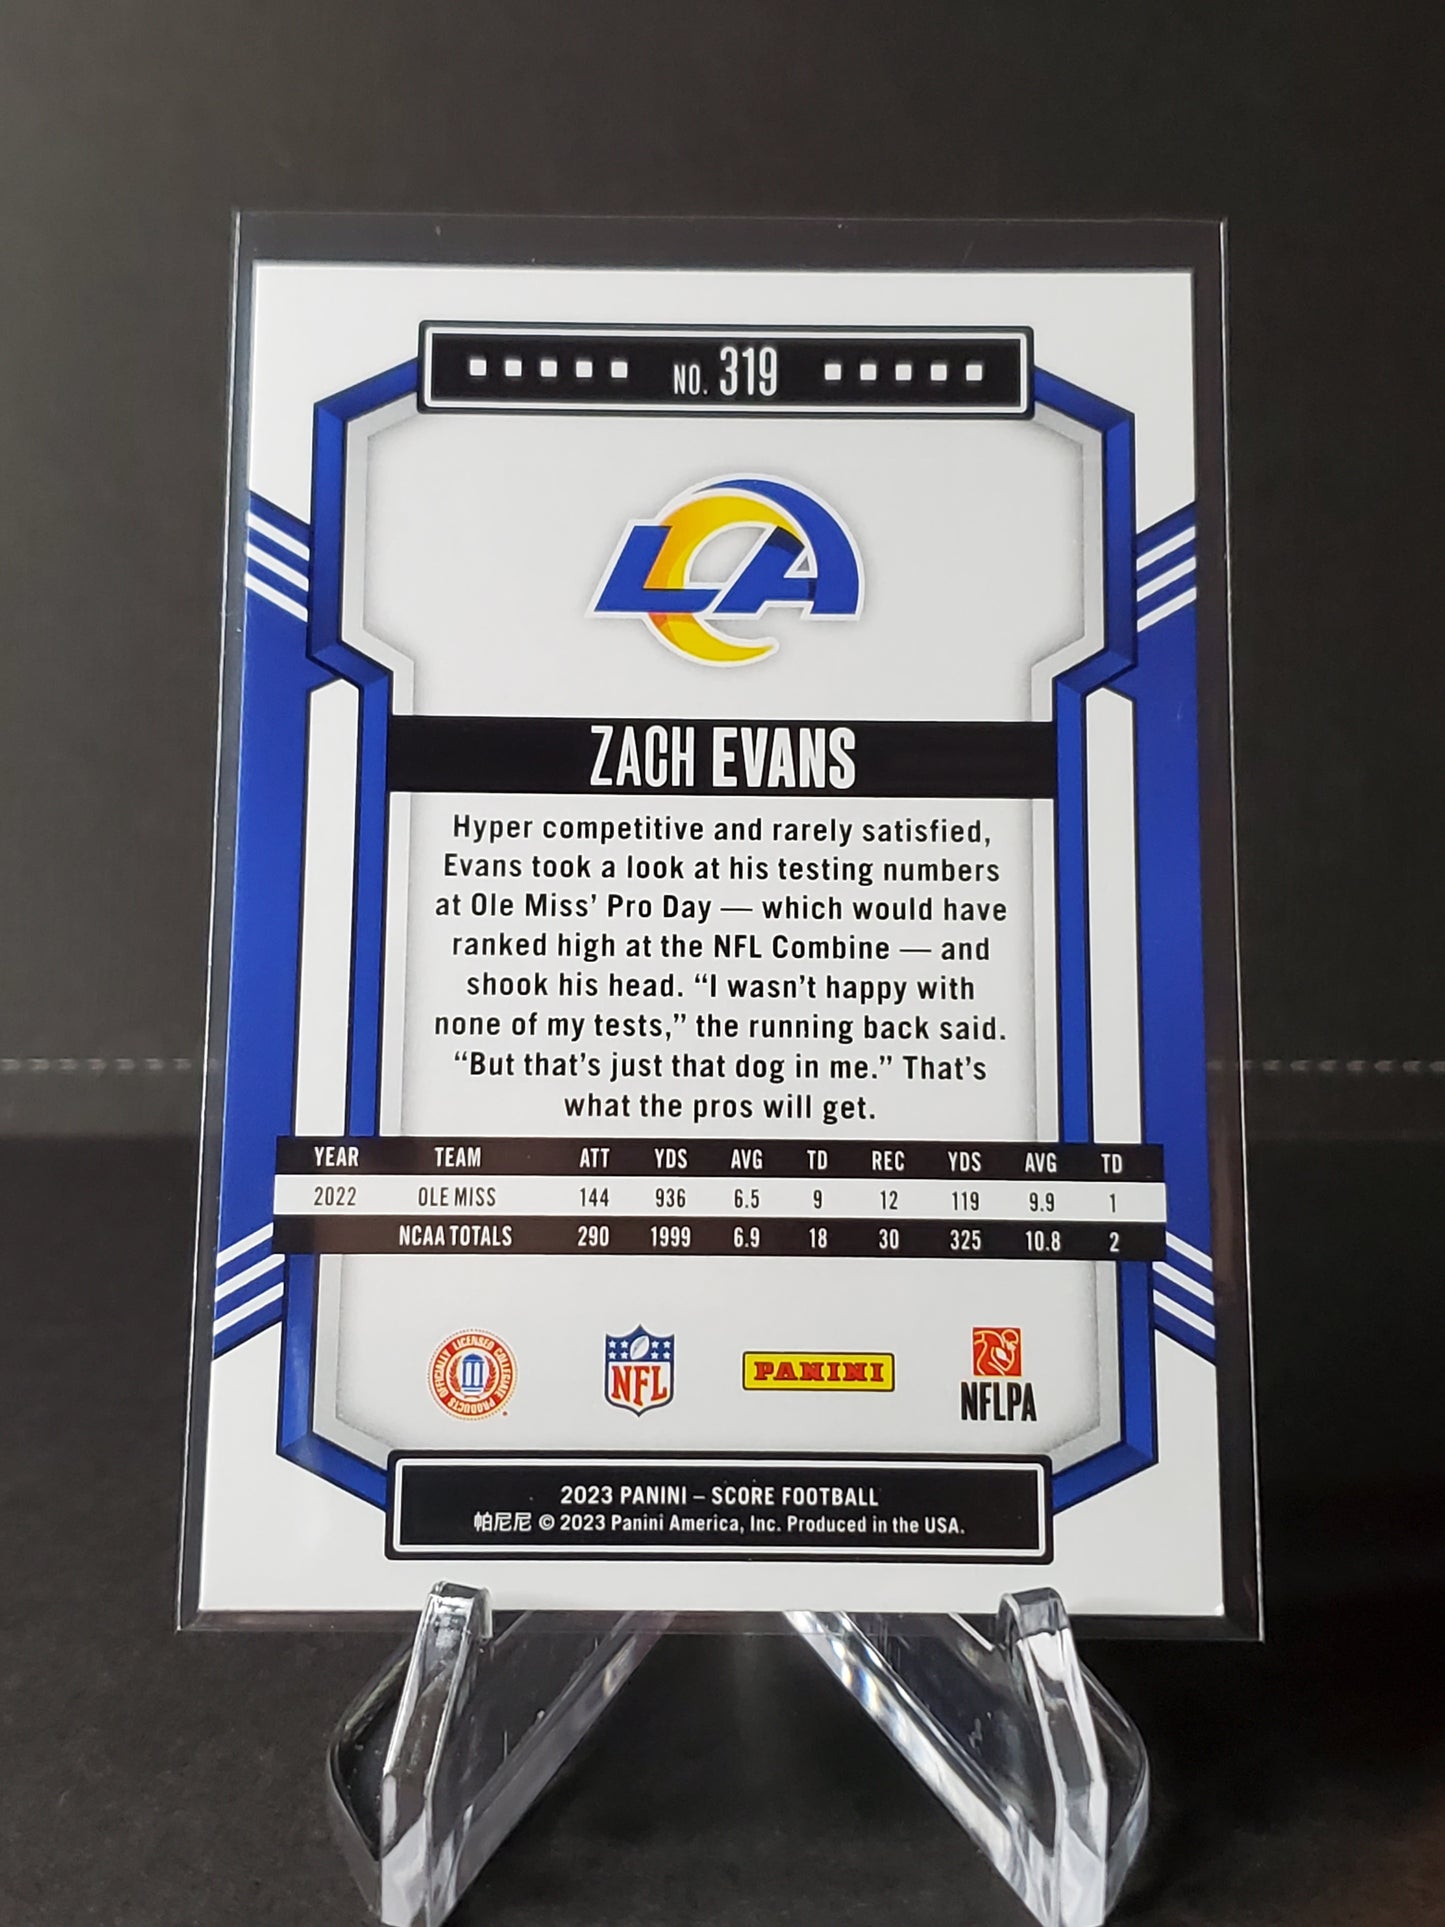 NO. 319
LA
ZACH EVANS
Hyper competitive and rarely satisfied,
Evans took a look at his testing numbers
at Ole Miss' Pro Day — which would have
ranked high at the NFL Combine — and
shook his head. “I wasn't happy with
none of my tests,” the running back said.
“But that's just that dog in me.” That's
what the pros will get.
YEAR TEAM ATT YDS AVG TD REC YDS AVG TD
2022 OLE MISS 144 936 6.5 9 12 119 9.9 1
NCAA TOTALS 290 1999 6.9 18 30 325 10.8 2
OFFICIALLY LICENSED COLLEGIATE PRODUCTS
NFL
PANINI
NFLPA
2023 PANINI – SCORE FOOTBALL
帕尼尼 © 2023 Panini America, Inc. Produced in the USA.